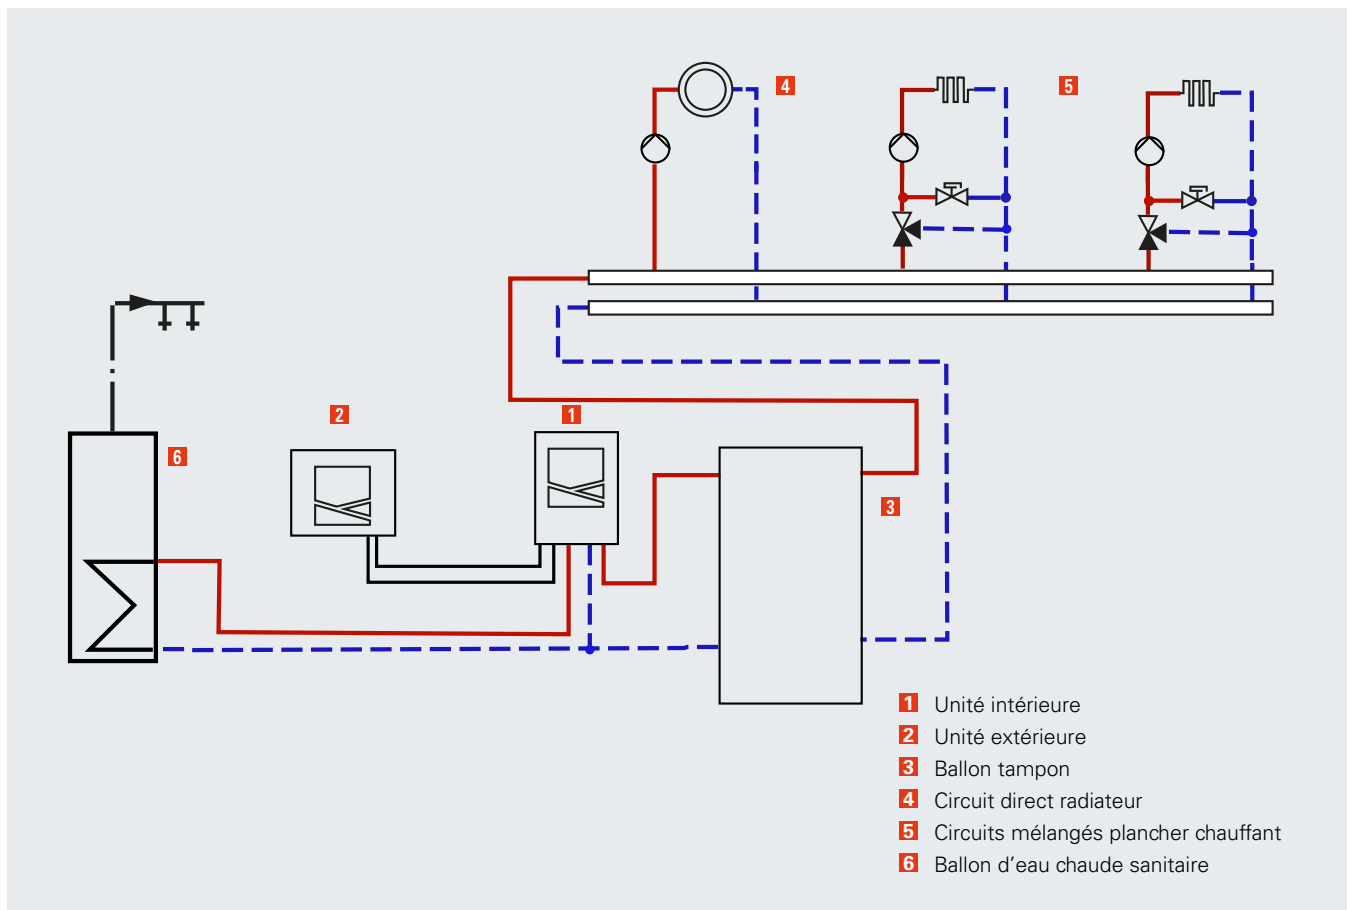 4
5
2
1
6
3
1 Unité intérieure
2 Unité extérieure
3 Ballon tampon
4 Circuit direct radiateur
5 Circuits mélangés plancher chauffant
6 Ballon d’eau chaude sanitaire